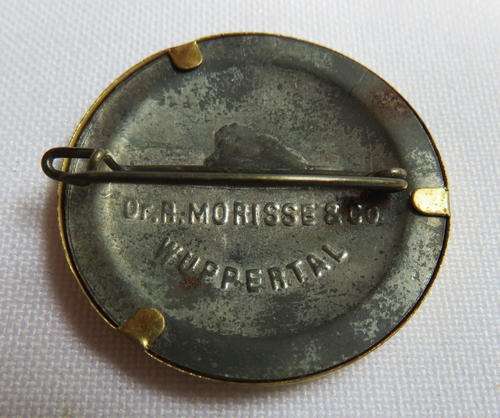 Dr. H. MORISSE & Co.
WUPPERTAL